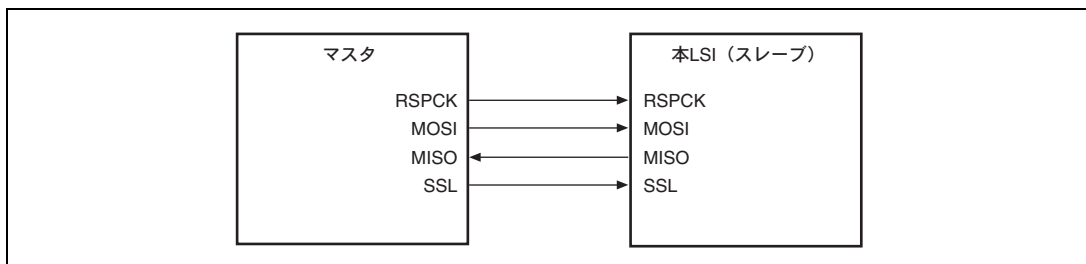 マスタ
RSPCK
MOSI
MISO
SSL
本LSI（スレーブ）
RSPCK
MOSI
MISO
SSL